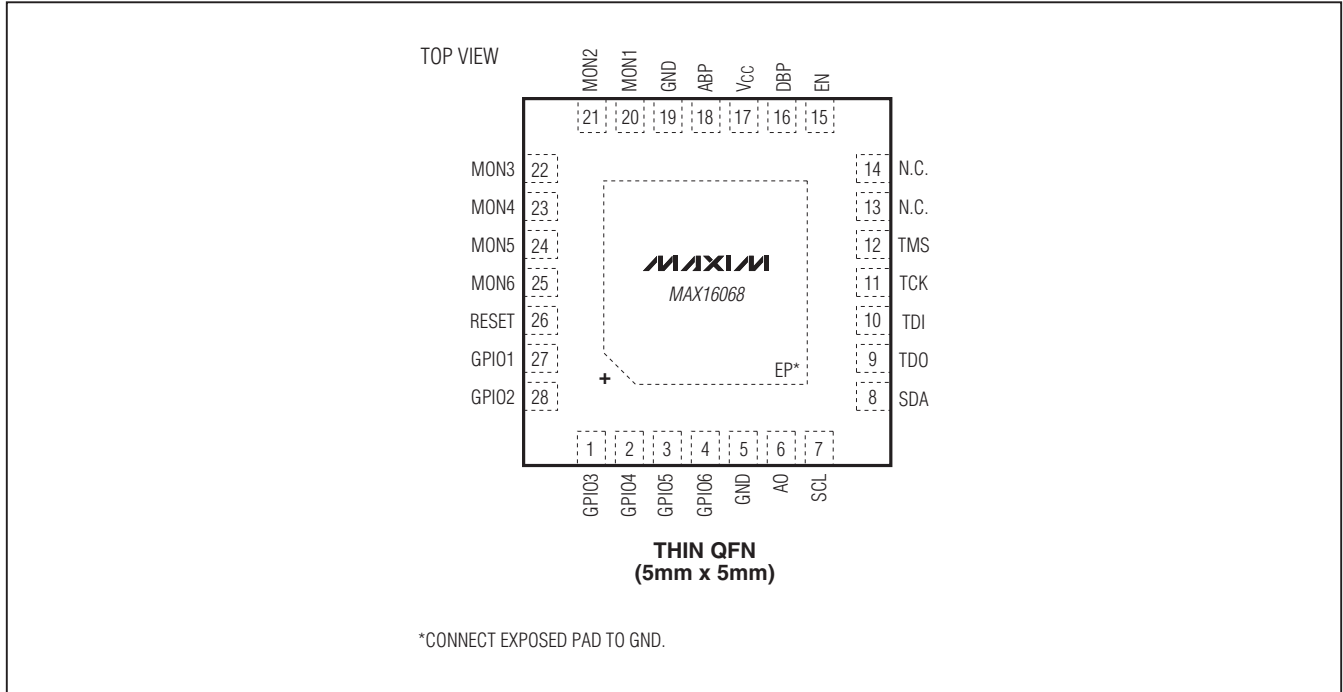 TOP VIEW
MON2 MON1 GND ABP VCC DBP EN
21 20 19 18 17 16 15
MON3 22 14 N.C.
MON4 23 13 N.C.
MON5 24 12 TMS
MON6 25 11 TCK
RESET 26 10 TDI
GPIO1 27 9 TDO
GPIO2 28 8 SDA
MAXIM
MAX16068
EP*
+
1 2 3 4 5 6 7
GPIO3 GPIO4 GPIO5 GPIO6 GND A0 SCL
THIN QFN
(5mm x 5mm)
*CONNECT EXPOSED PAD TO GND.